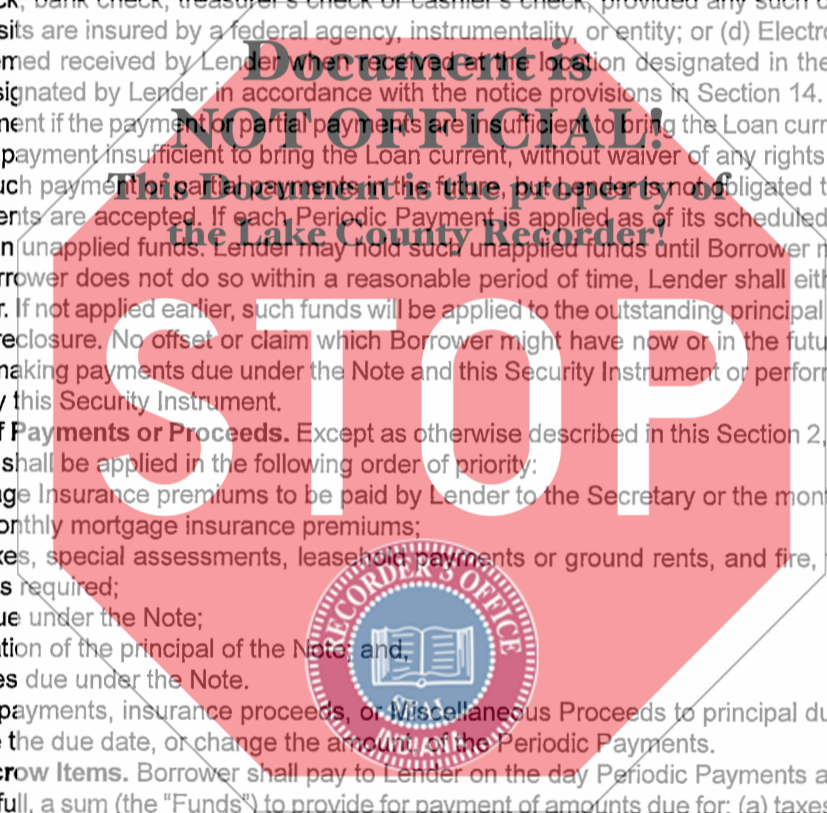 ck, bank check, treasurer's check or cashier's check, provided any such c
sits are insured by a federal agency, instrumentality, or entity; or (d) Electro
emed received by Lender when received at the location designated in the
signated by Lender in accordance with the notice provisions in Section 14.
ment if the payment or partial payments are insufficient to bring the Loan curr
payment insufficient to bring the Loan current, without waiver of any rights
uch payment or partial payments in the future, but Lender is not obligated t
ents are accepted. If each Periodic Payment is applied as of its scheduled
n unapplied funds. Lender may hold such unapplied funds until Borrower m
rrower does not do so within a reasonable period of time, Lender shall eith
r. If not applied earlier, such funds will be applied to the outstanding principal
reclosure. No offset or claim which Borrower might have now or in the futu
making payments due under the Note and this Security Instrument or perform
y this Security Instrument.
f Payments or Proceeds. Except as otherwise described in this Section 2,
shall be applied in the following order of priority:
ge Insurance premiums to be paid by Lender to the Secretary or the mont
onthly mortgage insurance premiums;
xes, special assessments, leasehold payments or ground rents, and fire,
s required;
ue under the Note;
tion of the principal of the Note; and,
es due under the Note.
payments, insurance proceeds, or Miscellaneous Proceeds to principal du
the due date, or change the amount, of the Periodic Payments.
crow Items. Borrower shall pay to Lender on the day Periodic Payments a
full, a sum (the "Funds") to provide for payment of amounts due for: (a) taxes
Document is
NOT OFFICIAL!
This Document is the property of
the Lake County Recorder!
STOP
RECORDER'S OFFICE
SEAL
INDIANA